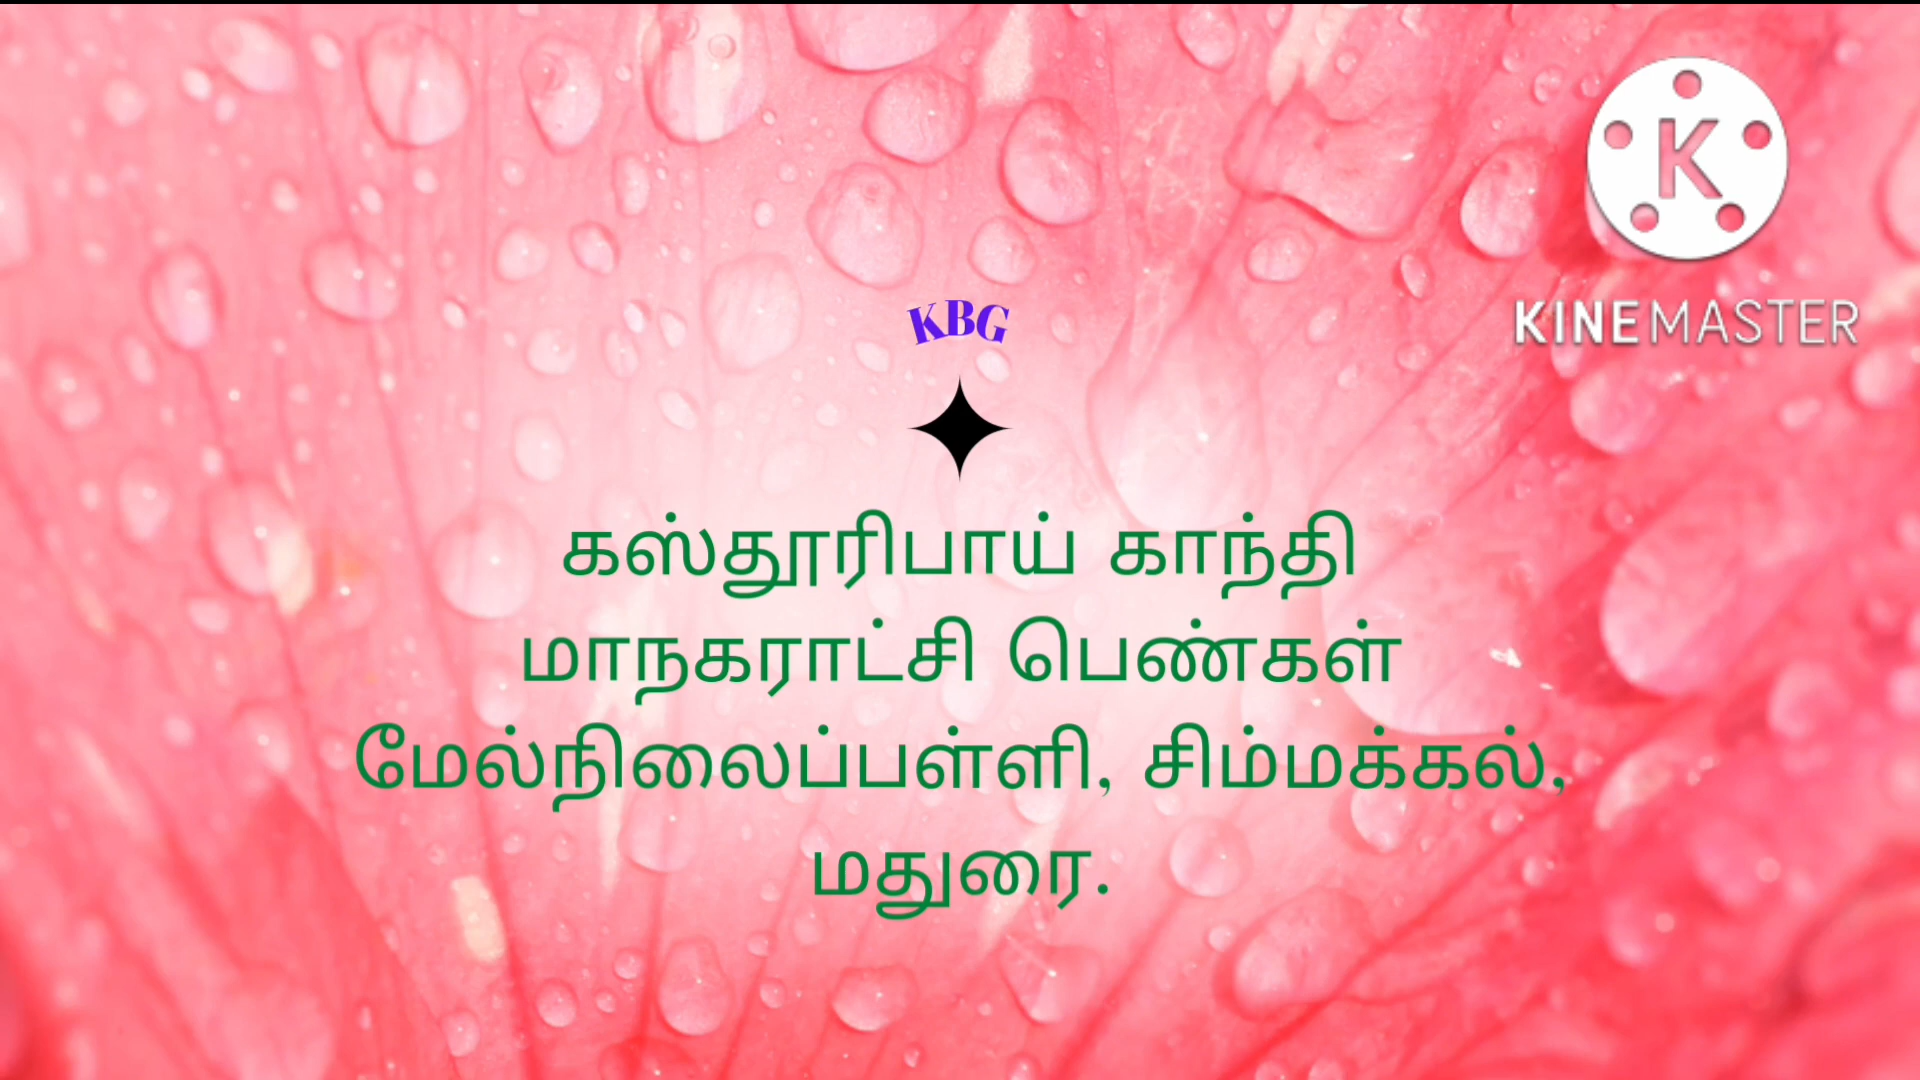 KBG
கஸ்தூரிபாய் காந்தி
மாநகராட்சி பெண்கள்
மேல்நிலைப்பள்ளி, சிம்மக்கல்,
மதுரை.
K
KINEMASTER